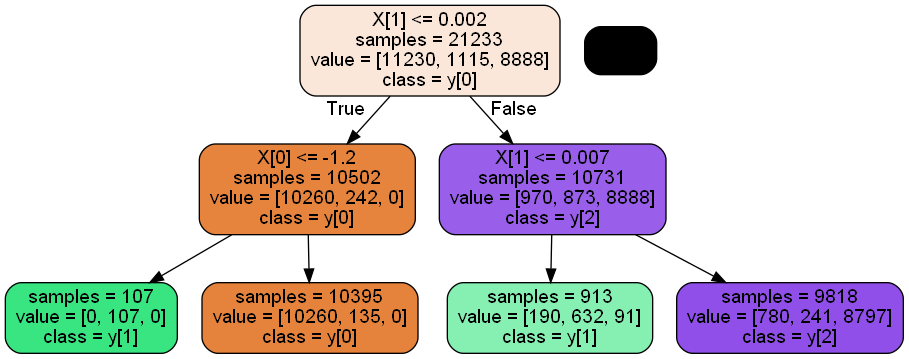 X[1] <= 0.002
samples = 21233
value = [11230, 1115, 8888]
class = y[0]
True
False
X[0] <= -1.2
samples = 10502
value = [10260, 242, 0]
class = y[0]
X[1] <= 0.007
samples = 10731
value = [970, 873, 8888]
class = y[2]
samples = 107
value = [0, 107, 0]
class = y[1]
samples = 10395
value = [10260, 135, 0]
class = y[0]
samples = 913
value = [190, 632, 91]
class = y[1]
samples = 9818
value = [780, 241, 8797]
class = y[2]